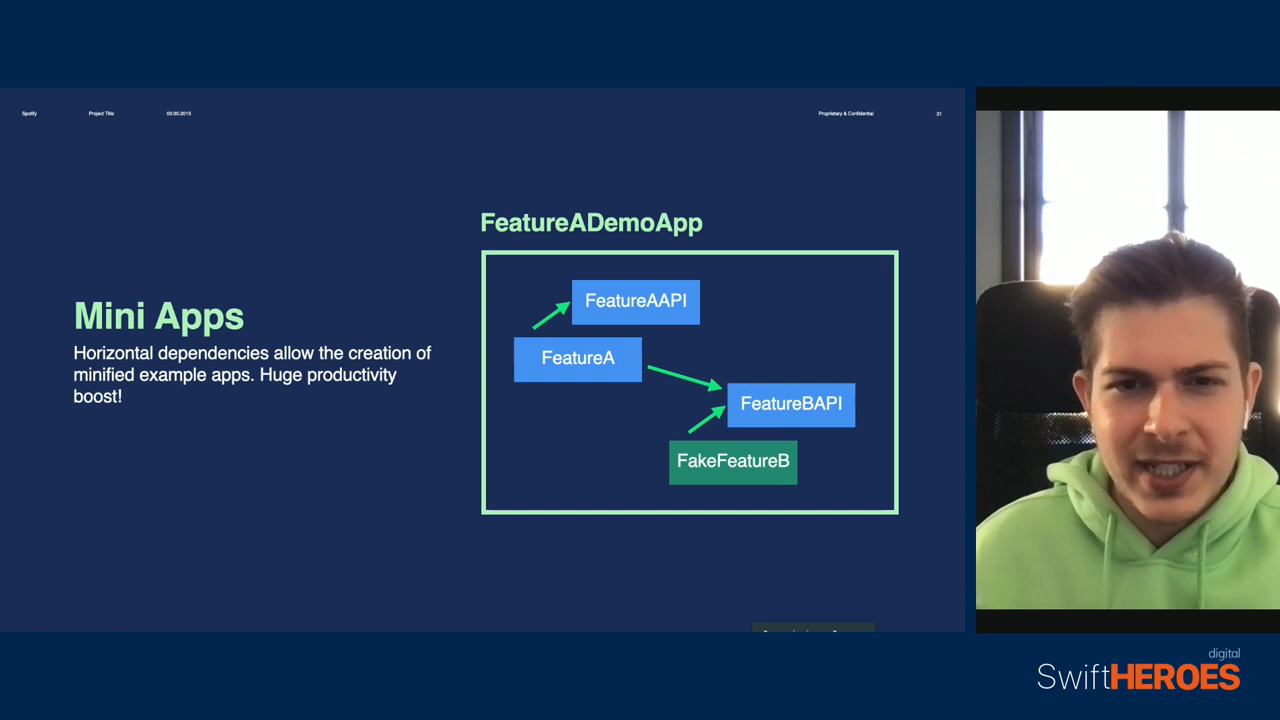 Spotify
Project Title
00.00.2015
Proprietary & Confidential
31
FeatureADemoApp
FeatureAAPI
FeatureA
FeatureBAPI
FakeFeatureB
Mini Apps
Horizontal dependencies allow the creation of
minified example apps. Huge productivity
boost!
digital
SwiftHEROES